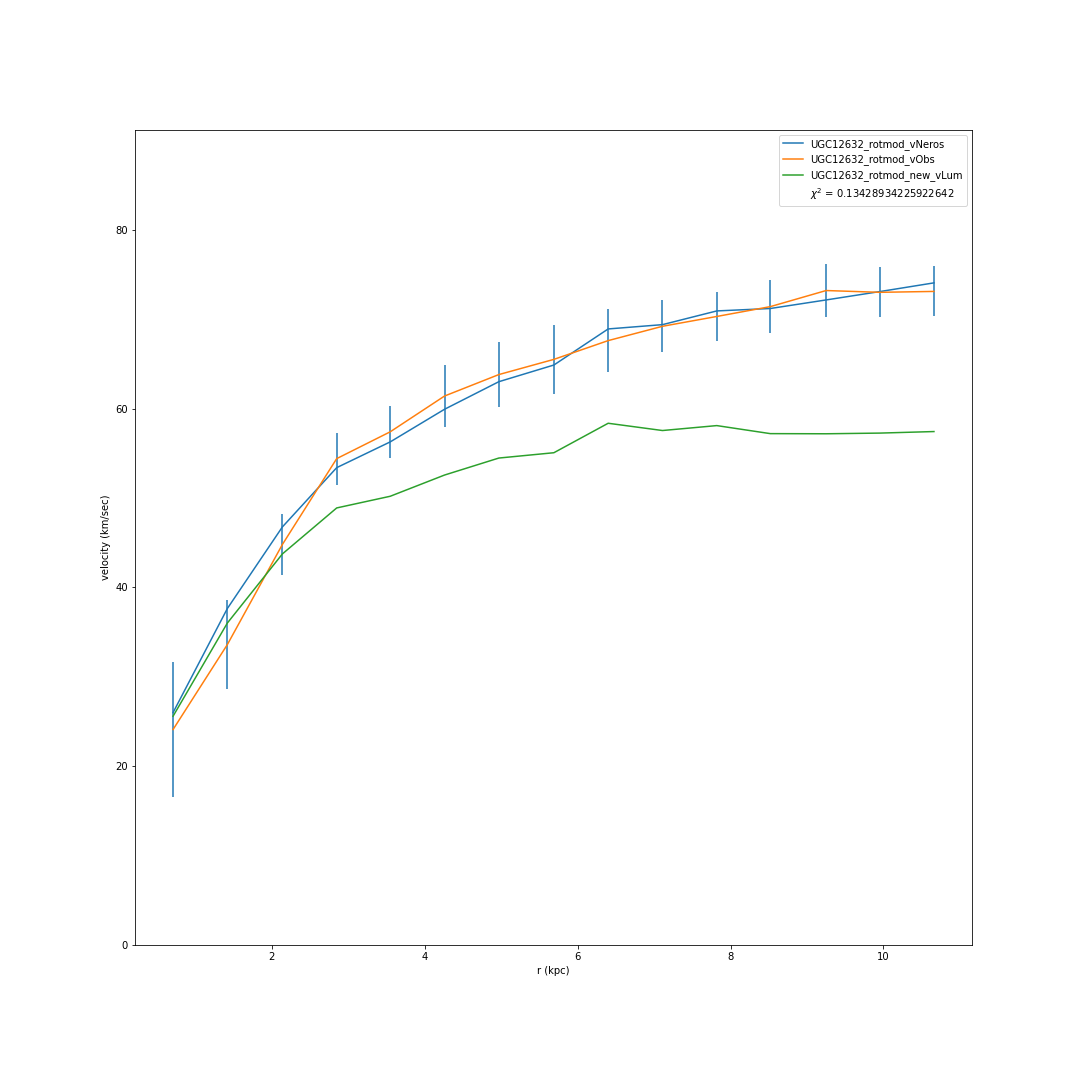 UGC12632_rotmod_vNeros
UGC12632_rotmod_vObs
UGC12632_rotmod_new_vLum
χ² = 0.13428934225922642
80
60
40
20
0
velocity (km/sec)
2 4 6 8 10
r (kpc)